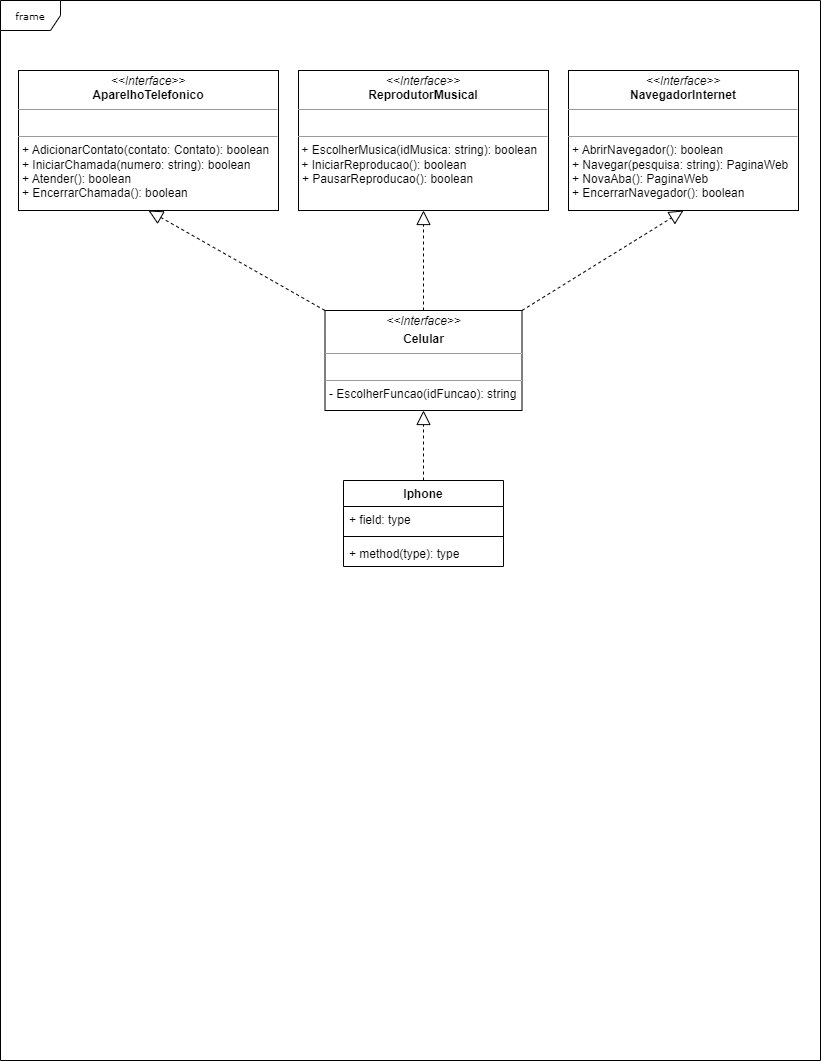 frame
<<Interface>>
AparelhoTelefonico
+ AdicionarContato(contato: Contato): boolean
+ IniciarChamada(numero: string): boolean
+ Atender(): boolean
+ EncerrarChamada(): boolean
<<Interface>>
ReprodutorMusical
+ EscolherMusica(idMusica: string): boolean
+ IniciarReproducao(): boolean
+ PausarReproducao(): boolean
<<Interface>>
NavegadorInternet
+ AbrirNavegador(): boolean
+ Navegar(pesquisa: string): PaginaWeb
+ NovaAba(): PaginaWeb
+ EncerrarNavegador(): boolean
<<Interface>>
Celular
- EscolherFuncao(idFuncao): string
Iphone
+ field: type
+ method(type): type